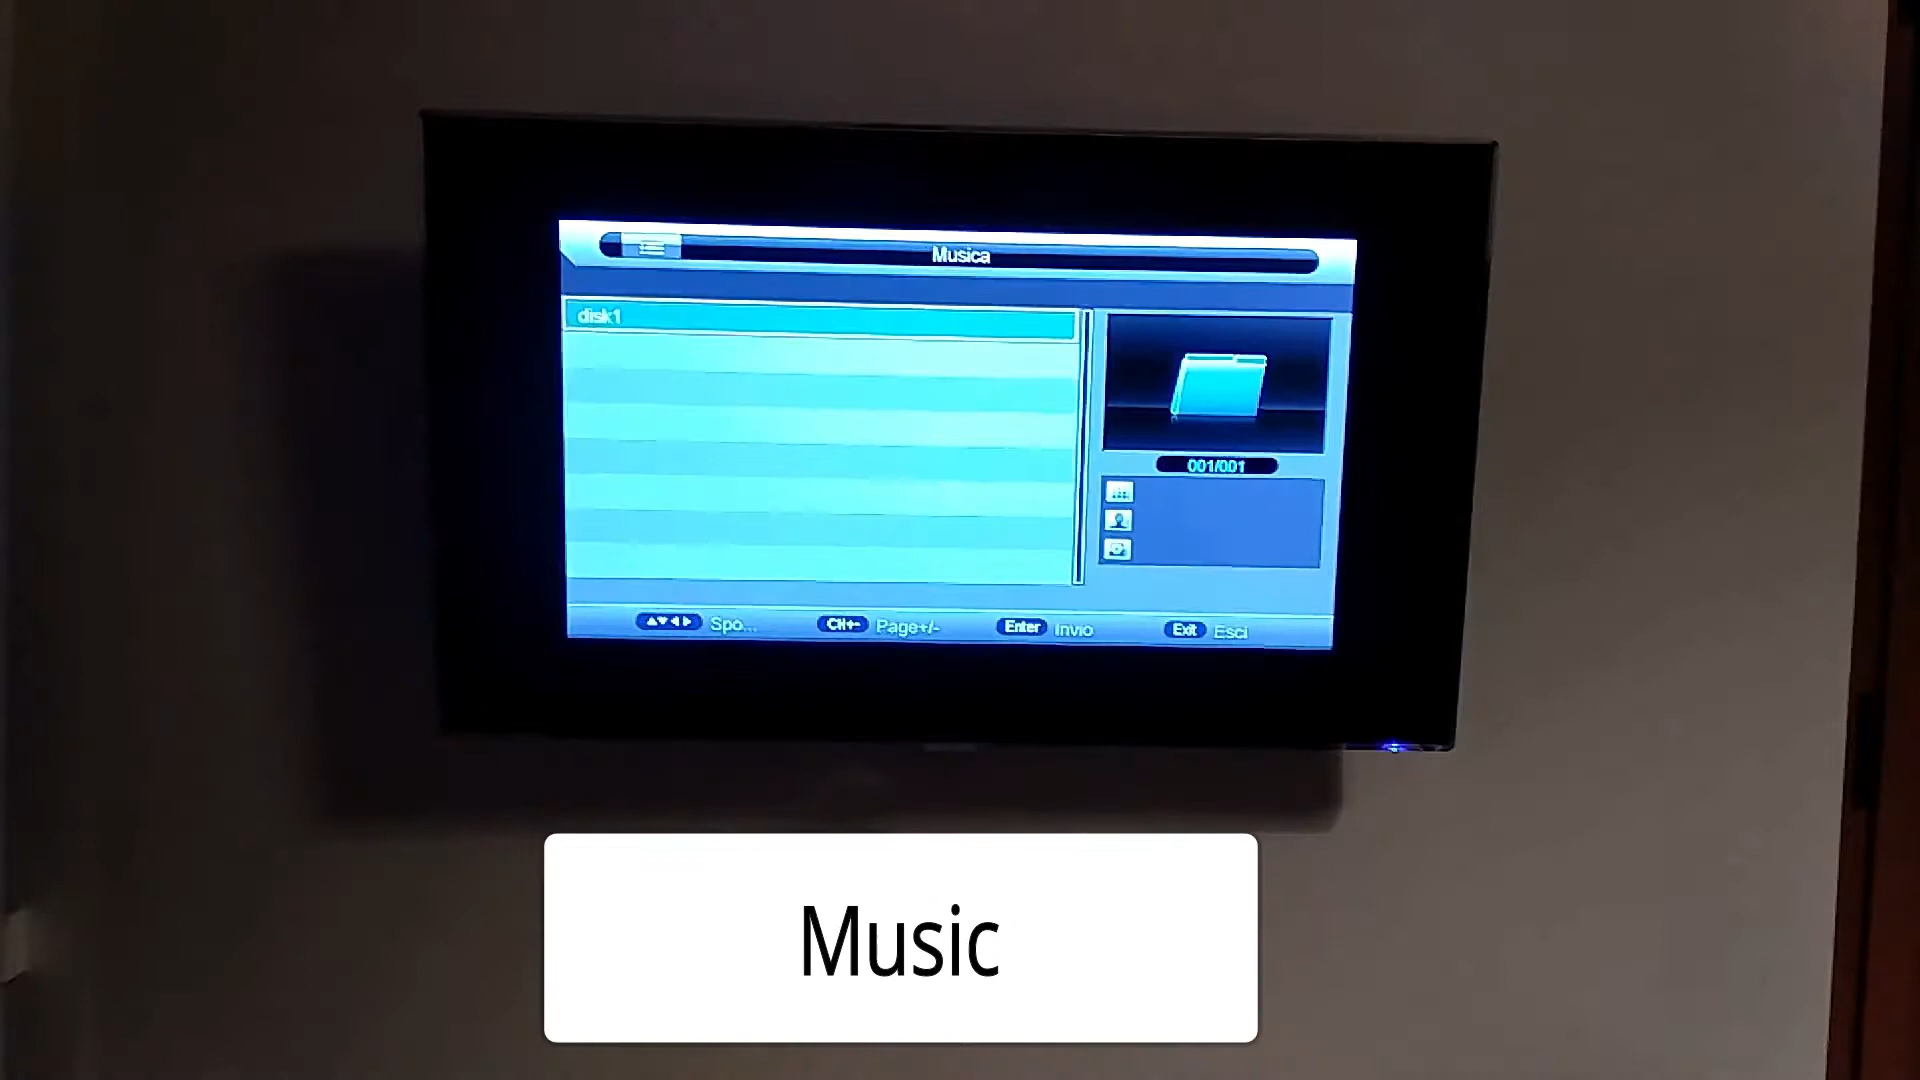 Musica
disk1
001/001
Spo...
CH+-
Page+/-
Enter
Invio
Exit
Esci
Music